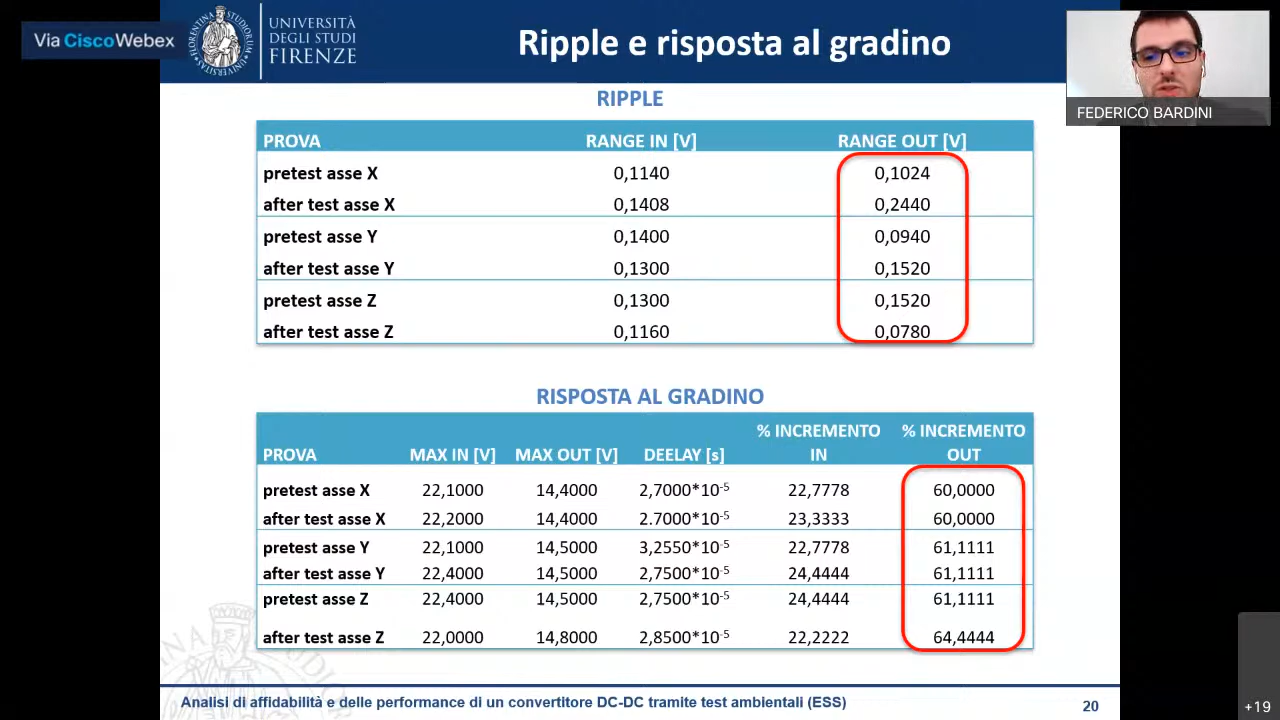 Via CiscoWebex
UNIVERSITÀ
DEGLI STUDI
FIRENZE
Ripple e risposta al gradino
FEDERICO BARDINI
RIPPLE
PROVA RANGE IN [V] RANGE OUT [V]
pretest asse X 0,1140 0,1024
after test asse X 0,1408 0,2440
pretest asse Y 0,1400 0,0940
after test asse Y 0,1300 0,1520
pretest asse Z 0,1300 0,1520
after test asse Z 0,1160 0,0780
RISPOSTA AL GRADINO
% INCREMENTO % INCREMENTO
PROVA MAX IN [V] MAX OUT [V] DEELAY [s] IN OUT
pretest asse X 22,1000 14,4000 2,7000*10-5 22,7778 60,0000
after test asse X 22,2000 14,4000 2.7000*10-5 23,3333 60,0000
pretest asse Y 22,1000 14,5000 3,2550*10-5 22,7778 61,1111
after test asse Y 22,4000 14,5000 2,7500*10-5 24,4444 61,1111
pretest asse Z 22,4000 14,5000 2,7500*10-5 24,4444 61,1111
after test asse Z 22,0000 14,8000 2,8500*10-5 22,2222 64,4444
Analisi di affidabilità e delle performance di un convertitore DC-DC tramite test ambientali (ESS)
20
+19